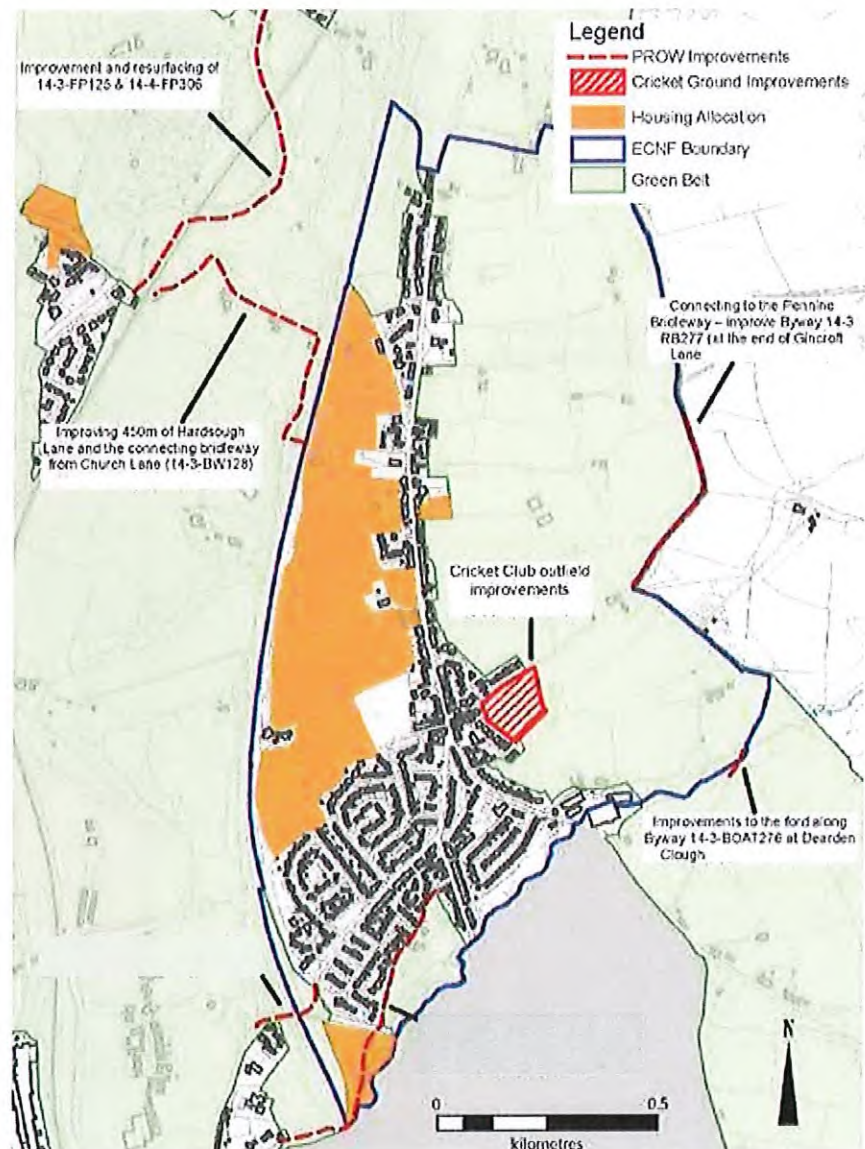 Legend
PROW Improvements
Cricket Ground Improvements
Housing Allocation
ECNF Boundary
Green Belt
Improvement and resurfacing of
14-3-FP125 & 14-4-FP306
Connecting to the Pennine
Bridleway – improve Byway 14-3
RB277 (at the end of Gincroft
Lane
Improving 450m of Hardsough
Lane and the connecting bridleway
from Church Lane (14-3-BW128)
Cricket Club outfield
improvements
Improvements to the ford along
Byway 14-3-BOAT276 at Dearden
Clough
N
0 0.5
kilometres